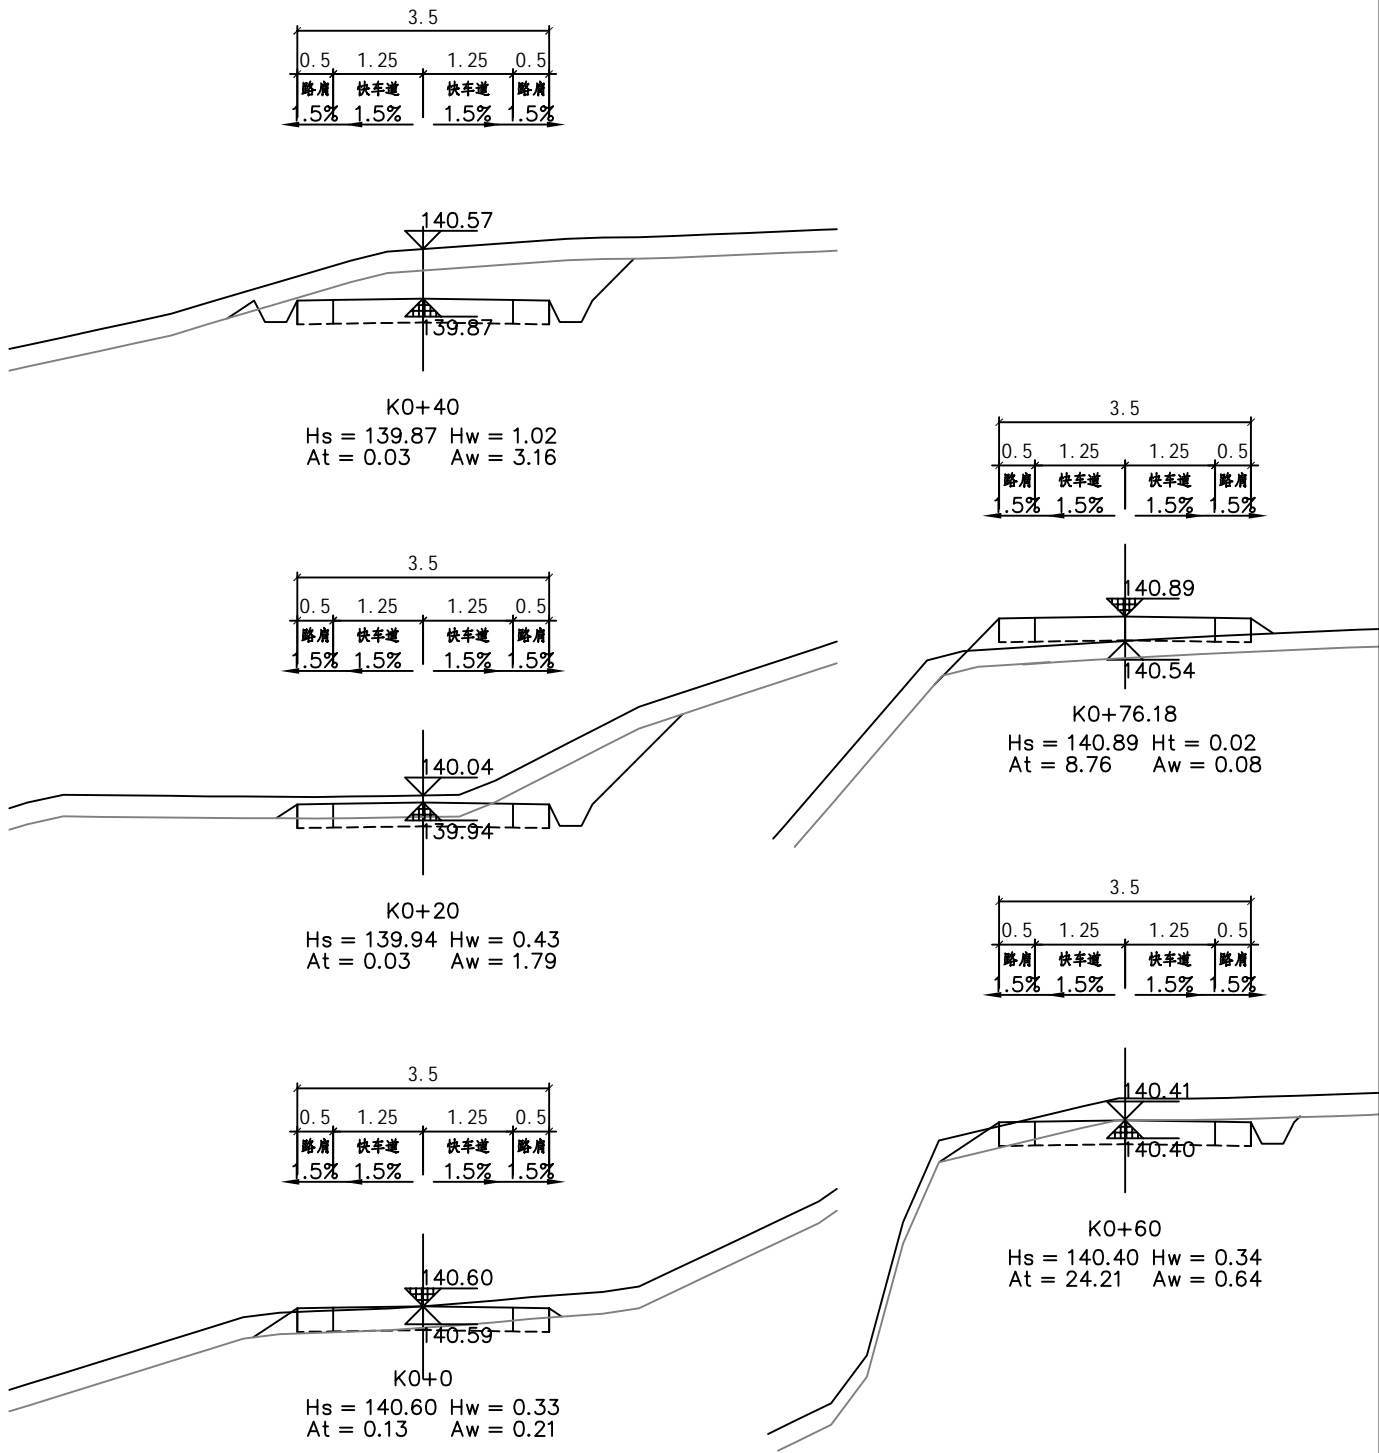 3.5
0.5 1.25 1.25 0.5
路肩 快车道 快车道 路肩
1.5% 1.5% 1.5% 1.5%
140.57
139.87
K0+40
Hs = 139.87 Hw = 1.02
At = 0.03 Aw = 3.16
3.5
0.5 1.25 1.25 0.5
路肩 快车道 快车道 路肩
1.5% 1.5% 1.5% 1.5%
140.04
139.94
K0+20
Hs = 139.94 Hw = 0.43
At = 0.03 Aw = 1.79
3.5
0.5 1.25 1.25 0.5
路肩 快车道 快车道 路肩
1.5% 1.5% 1.5% 1.5%
140.60
140.59
K0+0
Hs = 140.60 Hw = 0.33
At = 0.13 Aw = 0.21
3.5
0.5 1.25 1.25 0.5
路肩 快车道 快车道 路肩
1.5% 1.5% 1.5% 1.5%
140.89
140.54
K0+76.18
Hs = 140.89 Ht = 0.02
At = 8.76 Aw = 0.08
3.5
0.5 1.25 1.25 0.5
路肩 快车道 快车道 路肩
1.5% 1.5% 1.5% 1.5%
140.41
140.40
K0+60
Hs = 140.40 Hw = 0.34
At = 24.21 Aw = 0.64